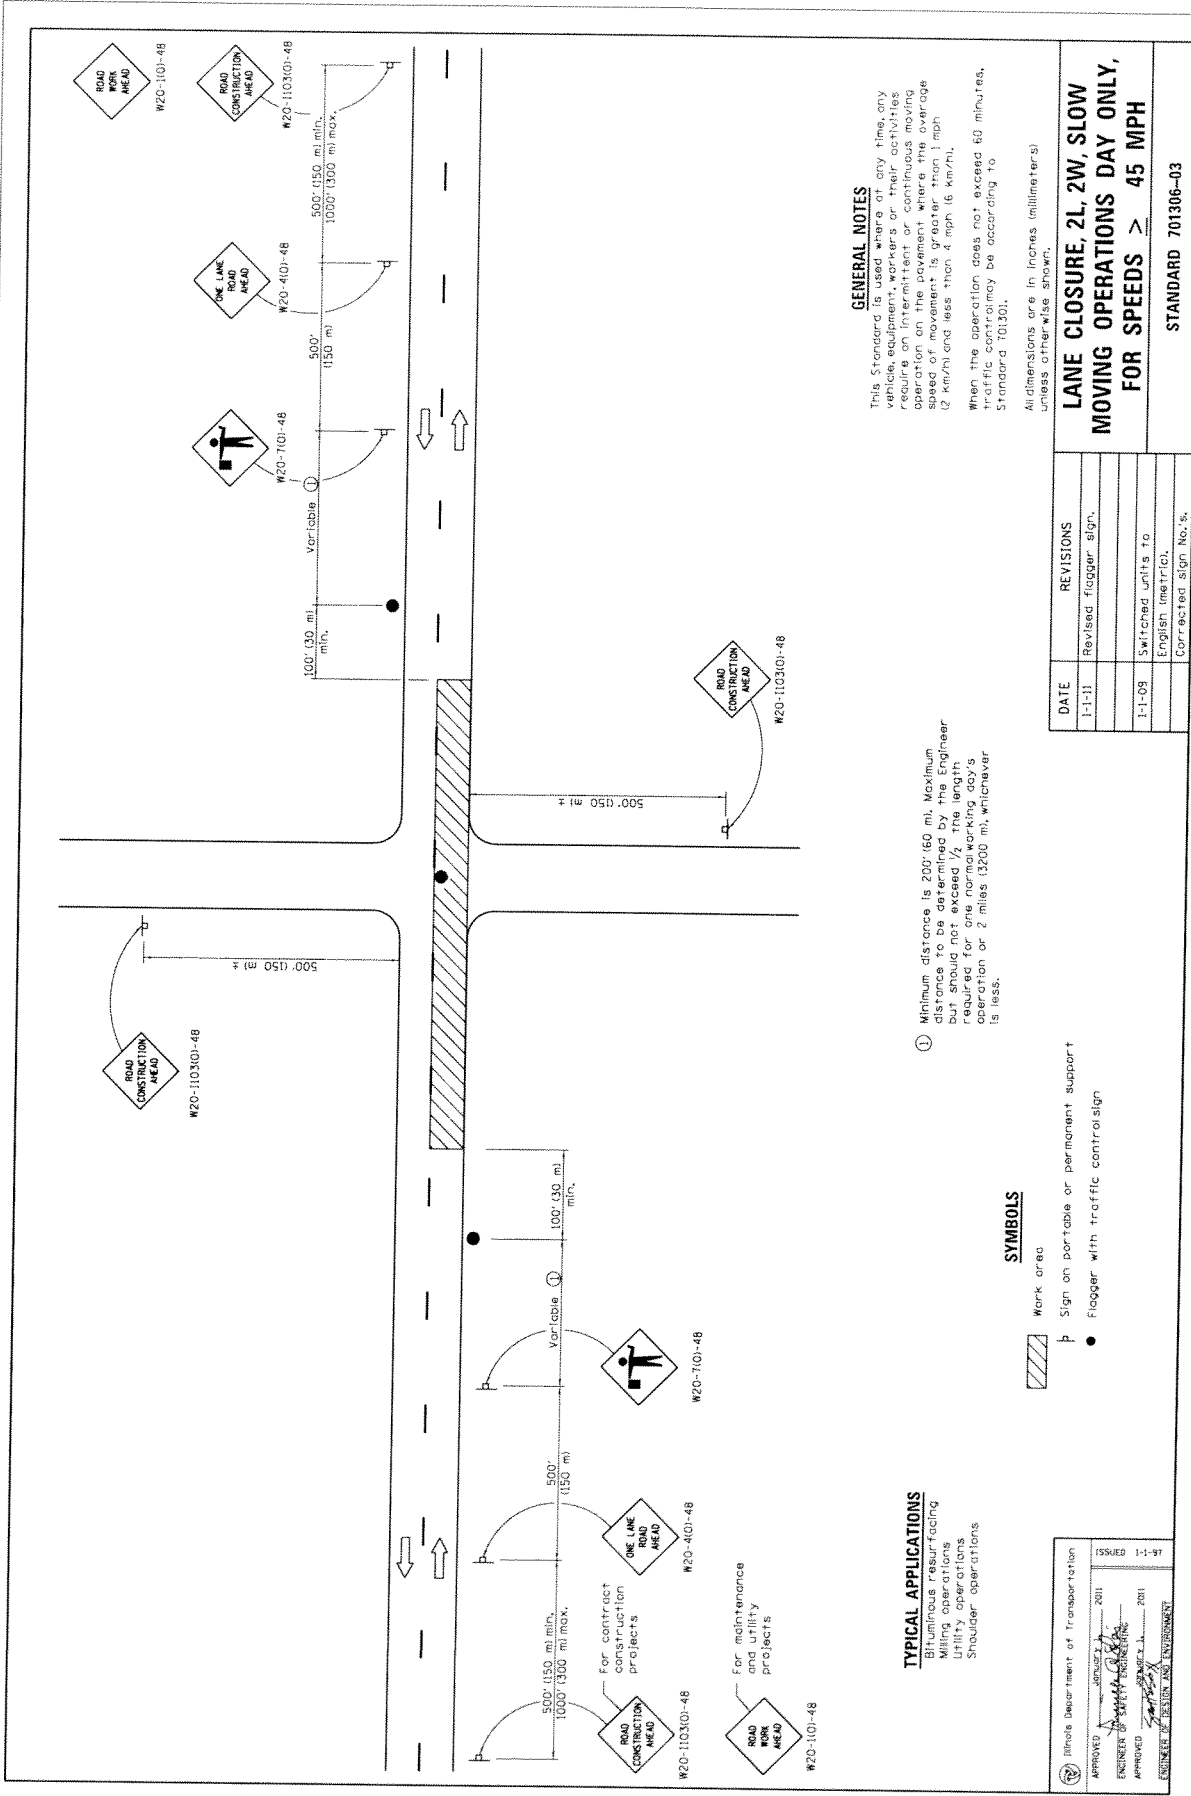 ROAD
WORK
AHEAD
W20-1(O)-48
ROAD
CONSTRUCTION
AHEAD
W20-1103(O)-48
500' (150 m) min.
1000' (300 m) max.
ONE LANE
ROAD
AHEAD
W20-4(O)-48
500'
(150 m)
W20-7(O)-48
Variable 1
100' (30 m)
min.
ROAD
CONSTRUCTION
AHEAD
W20-1103(O)-48
500' (150 m) ±
500' (150 m) ±
ROAD
CONSTRUCTION
AHEAD
W20-1103(O)-48
100' (30 m)
min.
Variable 1
W20-7(O)-48
500'
(150 m)
ONE LANE
ROAD
AHEAD
W20-4(O)-48
500' (150 m) min.
1000' (300 m) max.
For contract
construction
projects
ROAD
CONSTRUCTION
AHEAD
W20-1103(O)-48
For maintenance
and utility
projects
ROAD
WORK
AHEAD
W20-1(O)-48
TYPICAL APPLICATIONS
Bituminous resurfacing
Milling operations
Utility operations
Shoulder operations
SYMBOLS
Work area
Sign on portable or permanent support
Flagger with traffic control sign
1 Minimum distance is 200' (60 m). Maximum
distance to be determined by the Engineer
but should not exceed 1/2 the length
required for one normal working day's
operation or 2 miles (3200 m), whichever
is less.
GENERAL NOTES
This Standard is used where at any time, any
vehicle, equipment, workers or their activities
require an intermittent or continuous moving
operation on the pavement where the average
speed of movement is greater than 1 mph
(2 km/h) and less than 4 mph (6 km/h).
When the operation does not exceed 60 minutes,
traffic control may be according to
Standard 701301.
All dimensions are in inches (millimeters)
unless otherwise shown.
Illinois Department of Transportation
APPROVED January 1, 2011
ENGINEER OF SAFETY ENGINEERING
APPROVED January 1, 2011
ENGINEER OF DESIGN AND ENVIRONMENT
ISSUED 1-1-97
DATE REVISIONS
1-1-11 Revised flagger sign.
1-1-09 Switched units to
English (metric).
Corrected sign No.'s.
LANE CLOSURE, 2L, 2W, SLOW
MOVING OPERATIONS DAY ONLY,
FOR SPEEDS ≥ 45 MPH
STANDARD 701306-03